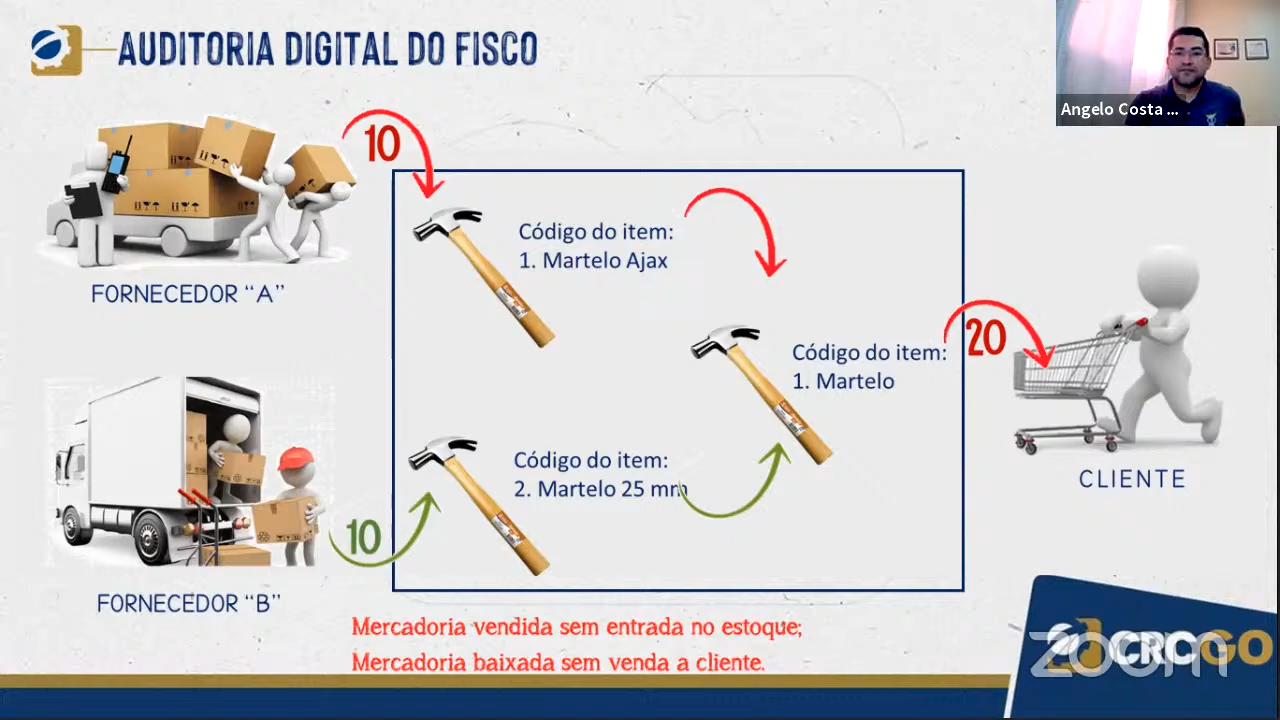 AUDITORIA DIGITAL DO FISCO
Angelo Costa ...
10
Código do item:
1. Martelo Ajax
FORNECEDOR “A”
20
Código do item:
1. Martelo
Código do item:
2. Martelo 25 mm
CLIENTE
10
FORNECEDOR “B”
Mercadoria vendida sem entrada no estoque;
Mercadoria baixada sem venda a cliente.
CRCGO
zoom